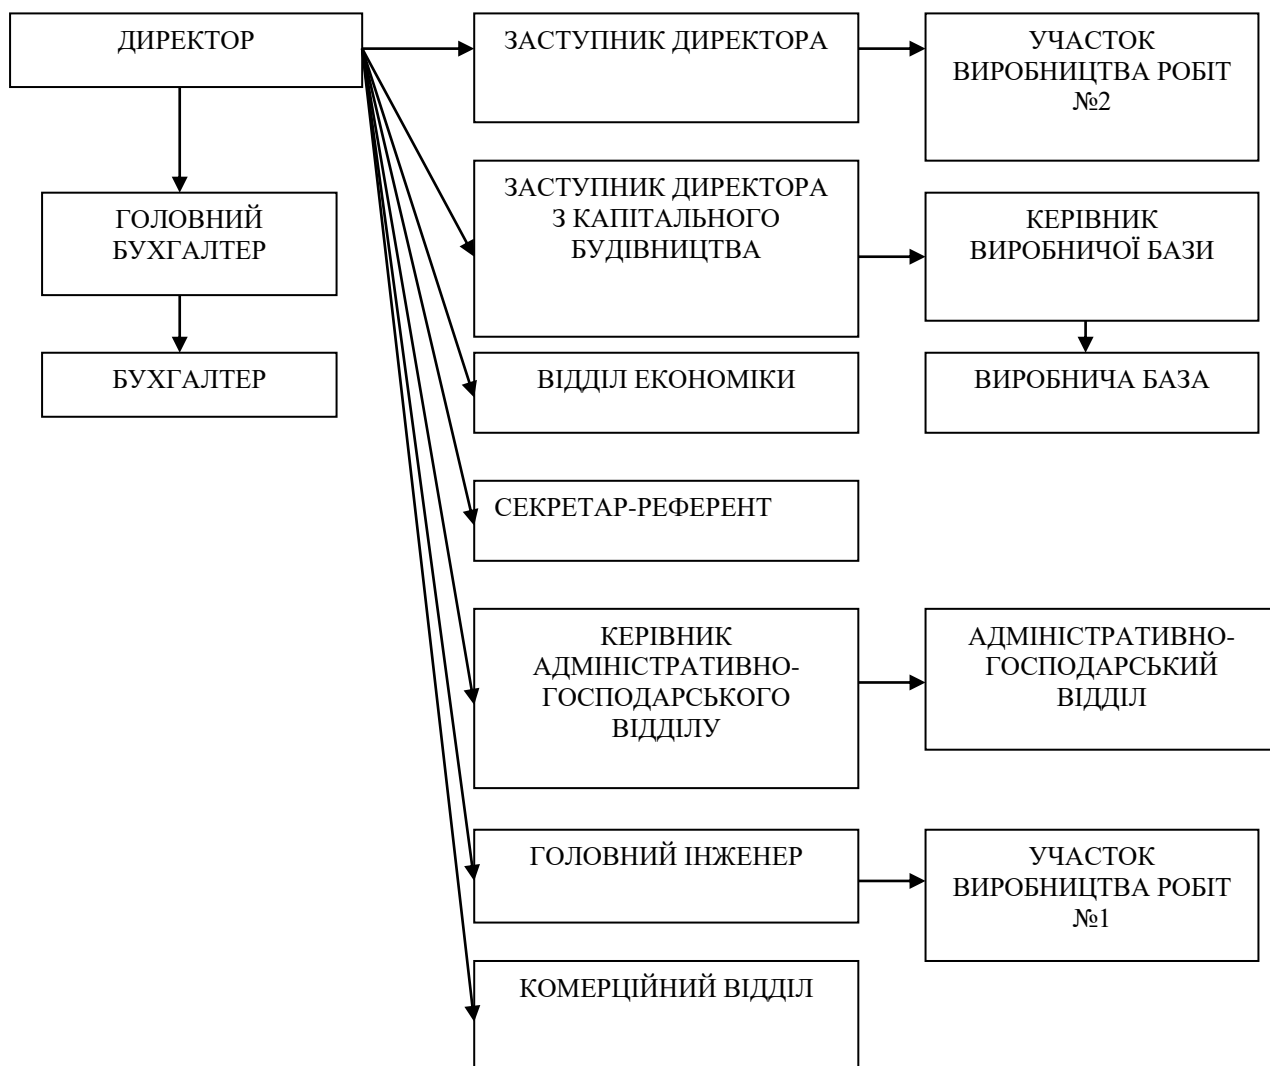 ДИРЕКТОР
ЗАСТУПНИК ДИРЕКТОРА
УЧАСТОК
ВИРОБНИЦТВА РОБІТ
№2
ГОЛОВНИЙ
БУХГАЛТЕР
ЗАСТУПНИК ДИРЕКТОРА
З КАПІТАЛЬНОГО
БУДІВНИЦТВА
КЕРІВНИК
ВИРОБНИЧОЇ БАЗИ
БУХГАЛТЕР
ВІДДІЛ ЕКОНОМІКИ
ВИРОБНИЧА БАЗА
СЕКРЕТАР-РЕФЕРЕНТ
КЕРІВНИК
АДМІНІСТРАТИВНО-
ГОСПОДАРСЬКОГО
ВІДДІЛУ
АДМІНІСТРАТИВНО-
ГОСПОДАРСЬКИЙ
ВІДДІЛ
ГОЛОВНИЙ ІНЖЕНЕР
УЧАСТОК
ВИРОБНИЦТВА РОБІТ
№1
КОМЕРЦІЙНИЙ ВІДДІЛ